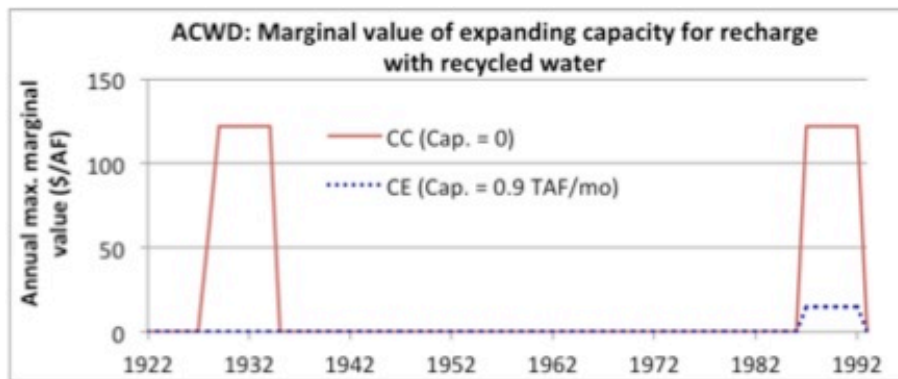 ACWD: Marginal value of expanding capacity for recharge
with recycled water
Annual max. marginal
value ($/AF)
150
100
50
0
CC (Cap. = 0)
CE (Cap. = 0.9 TAF/mo)
1922 1932 1942 1952 1962 1972 1982 1992